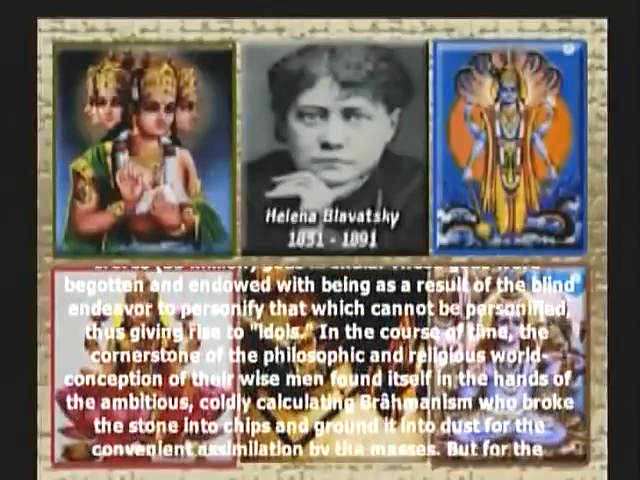 Helena Blavatsky
1831 - 1891
begotten and endowed with being as a result of the blind
endeavor to personify that which cannot be personified,
thus giving rise to "idols." In the course of time, the
cornerstone of the philosophic and religious world-
conception of their wise men found itself in the hands of
the ambitious, coldly calculating Brâhmanism who broke
the stone into chips and ground it into dust for the
convenient assimilation by the masses. But for the